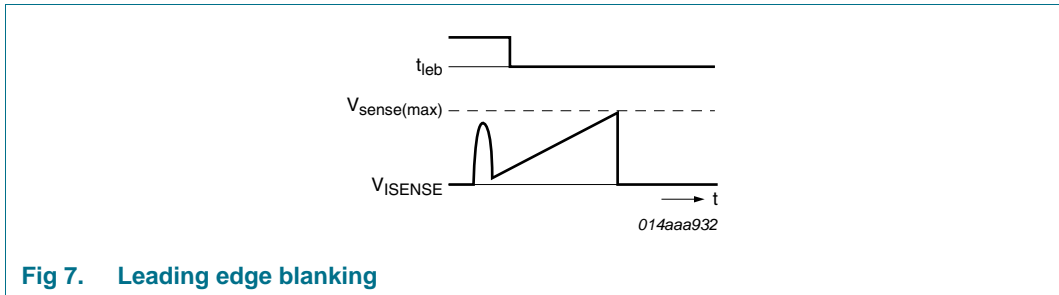 tleb
Vsense(max)
VISENSE
t
014aaa932
Fig 7. Leading edge blanking